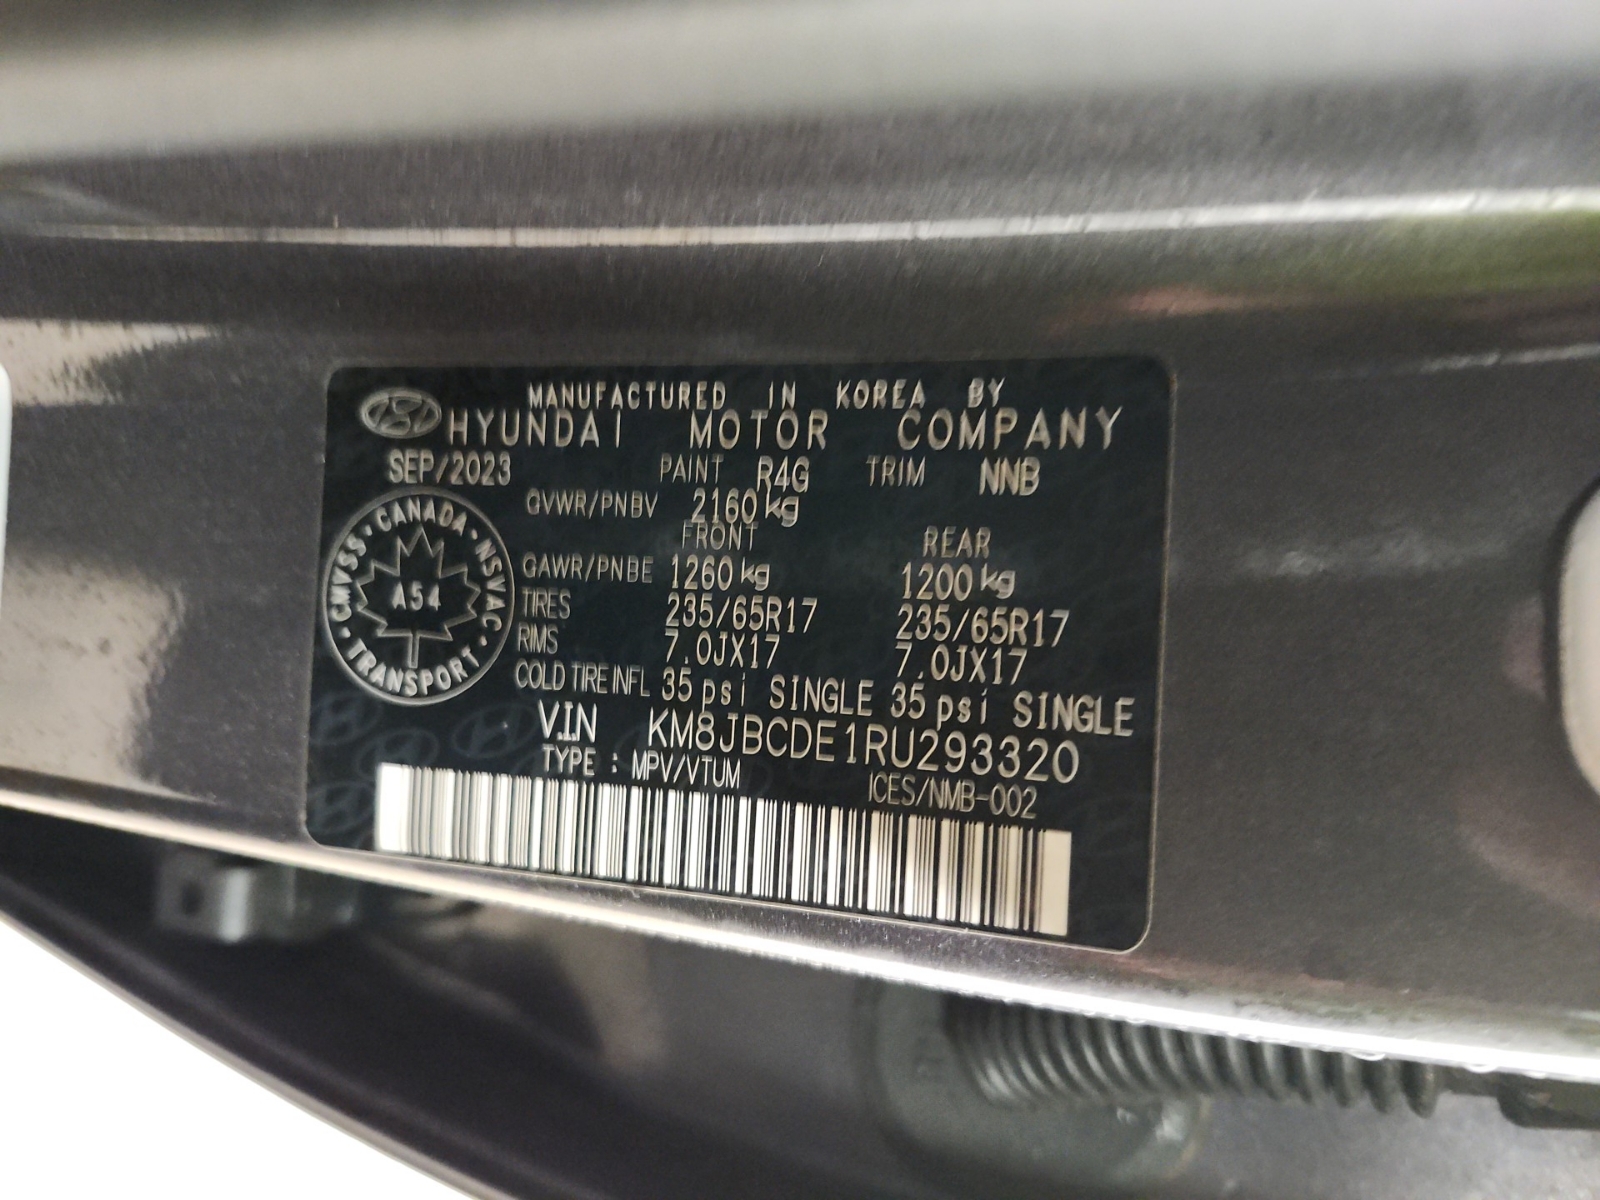 MANUFACTURED IN KOREA BY
HYUNDAI MOTOR COMPANY
SEP/2023 PAINT R4G TRIM NNB
GVWR/PNBV 2160 kg
FRONT REAR
GAWR/PNBE 1260 kg 1200 kg
TIRES 235/65R17 235/65R17
RIMS 7.0JX17 7.0JX17
COLD TIRE INFL 35 psi SINGLE 35 psi SINGLE
V.I.N KM8JBCDE1RU293320
TYPE : MPV/VTUM ICES/NMB-002
CMVSS · CANADA · NSVAC · TRANSPORT ·
A54